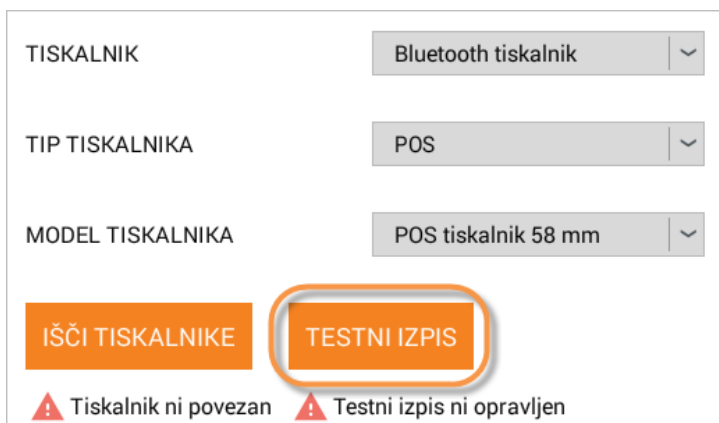 TISKALNIK Bluetooth tiskalnik
TIP TISKALNIKA POS
MODEL TISKALNIKA POS tiskalnik 58 mm
IŠČI TISKALNIKE TESTNI IZPIS
Tiskalnik ni povezan Testni izpis ni opravljen